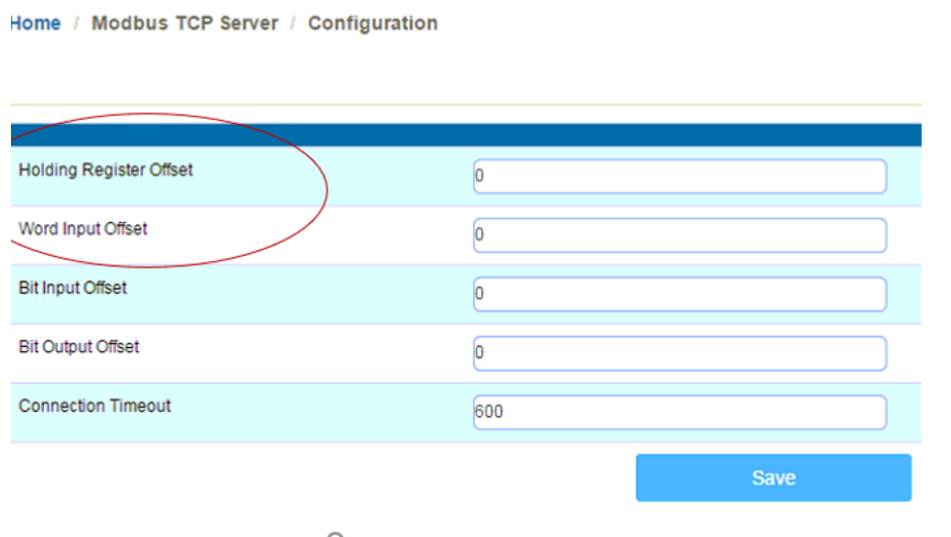 Home / Modbus TCP Server / Configuration
Holding Register Offset 0
Word Input Offset 0
Bit Input Offset 0
Bit Output Offset 0
Connection Timeout 600
Save